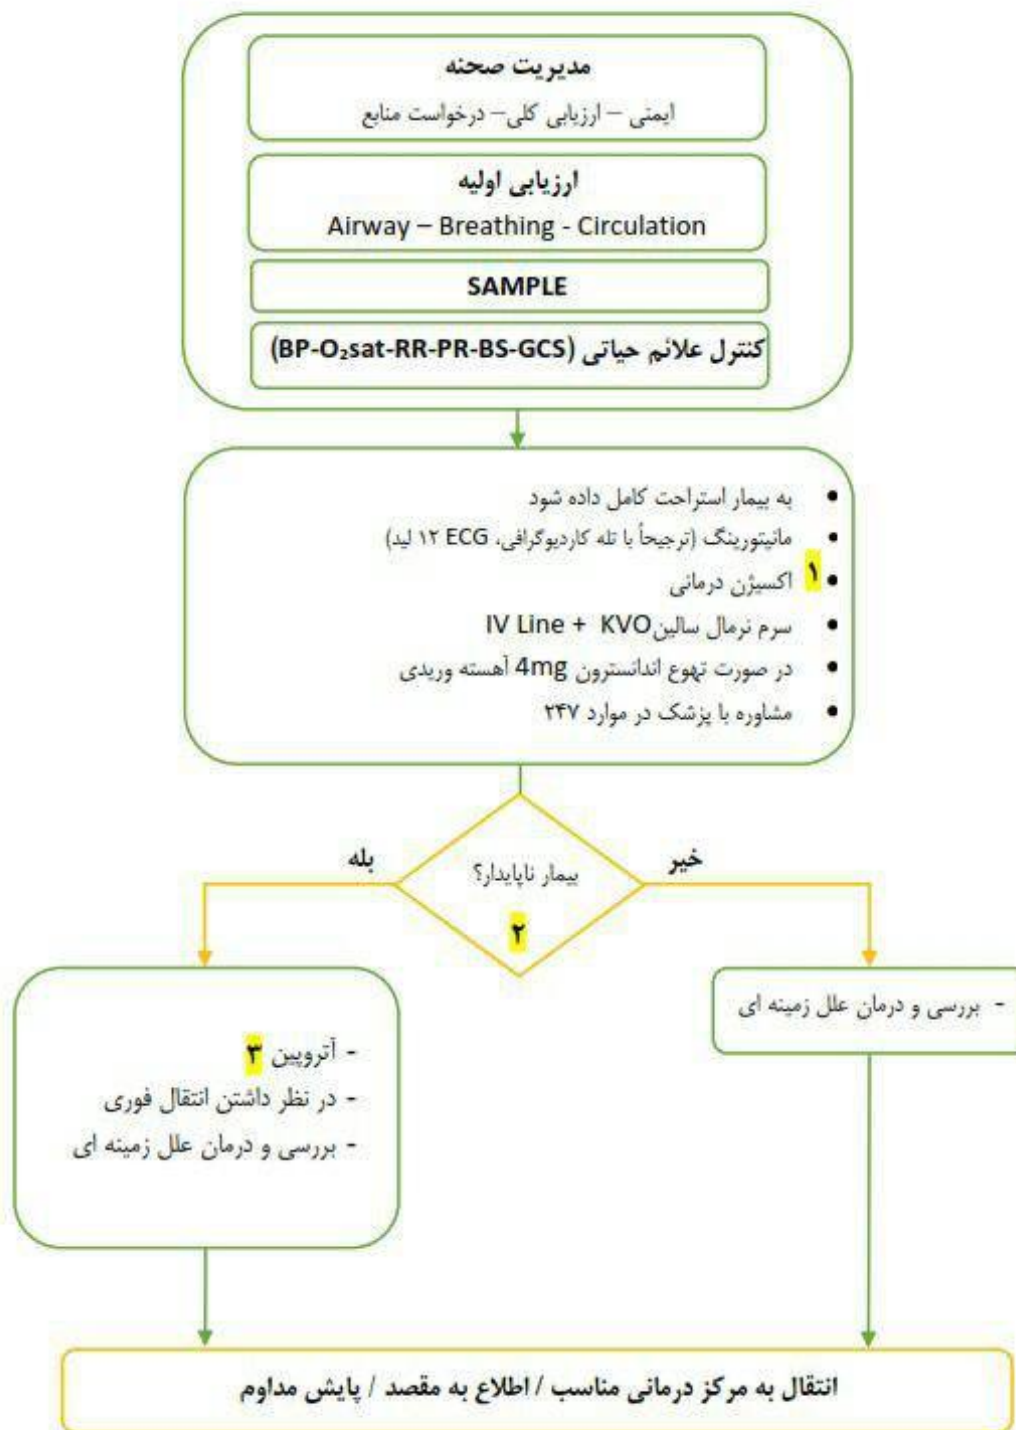 مدیریت صحنه
ایمنی – ارزیابی کلی – درخواست منابع
ارزیابی اولیه
Airway – Breathing - Circulation
SAMPLE
کنترل علائم حیاتی (BP-O₂sat-RR-PR-BS-GCS)
• به بیمار استراحت کامل داده شود
• مانیتورینگ (ترجیحاً با تله کاردیوگرافی، ECG ۱۲ لید)
• ۱ اکسیژن درمانی
• سرم نرمال سالین IV Line + KVO
• در صورت تهوع اندانسترون 4mg آهسته وریدی
• مشاوره با پزشک در موارد ۲۴۷
خیر
بله
بیمار ناپایدار؟
۲
- بررسی و درمان علل زمینه ای
- آتروپین ۳
- در نظر داشتن انتقال فوری
- بررسی و درمان علل زمینه ای
انتقال به مرکز درمانی مناسب / اطلاع به مقصد / پایش مداوم